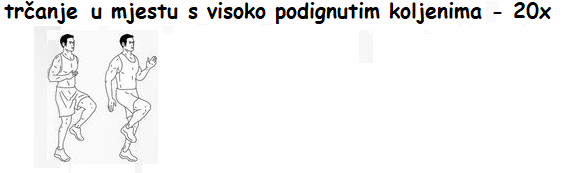 trčanje u mjestu s visoko podignutim koljenima - 20x